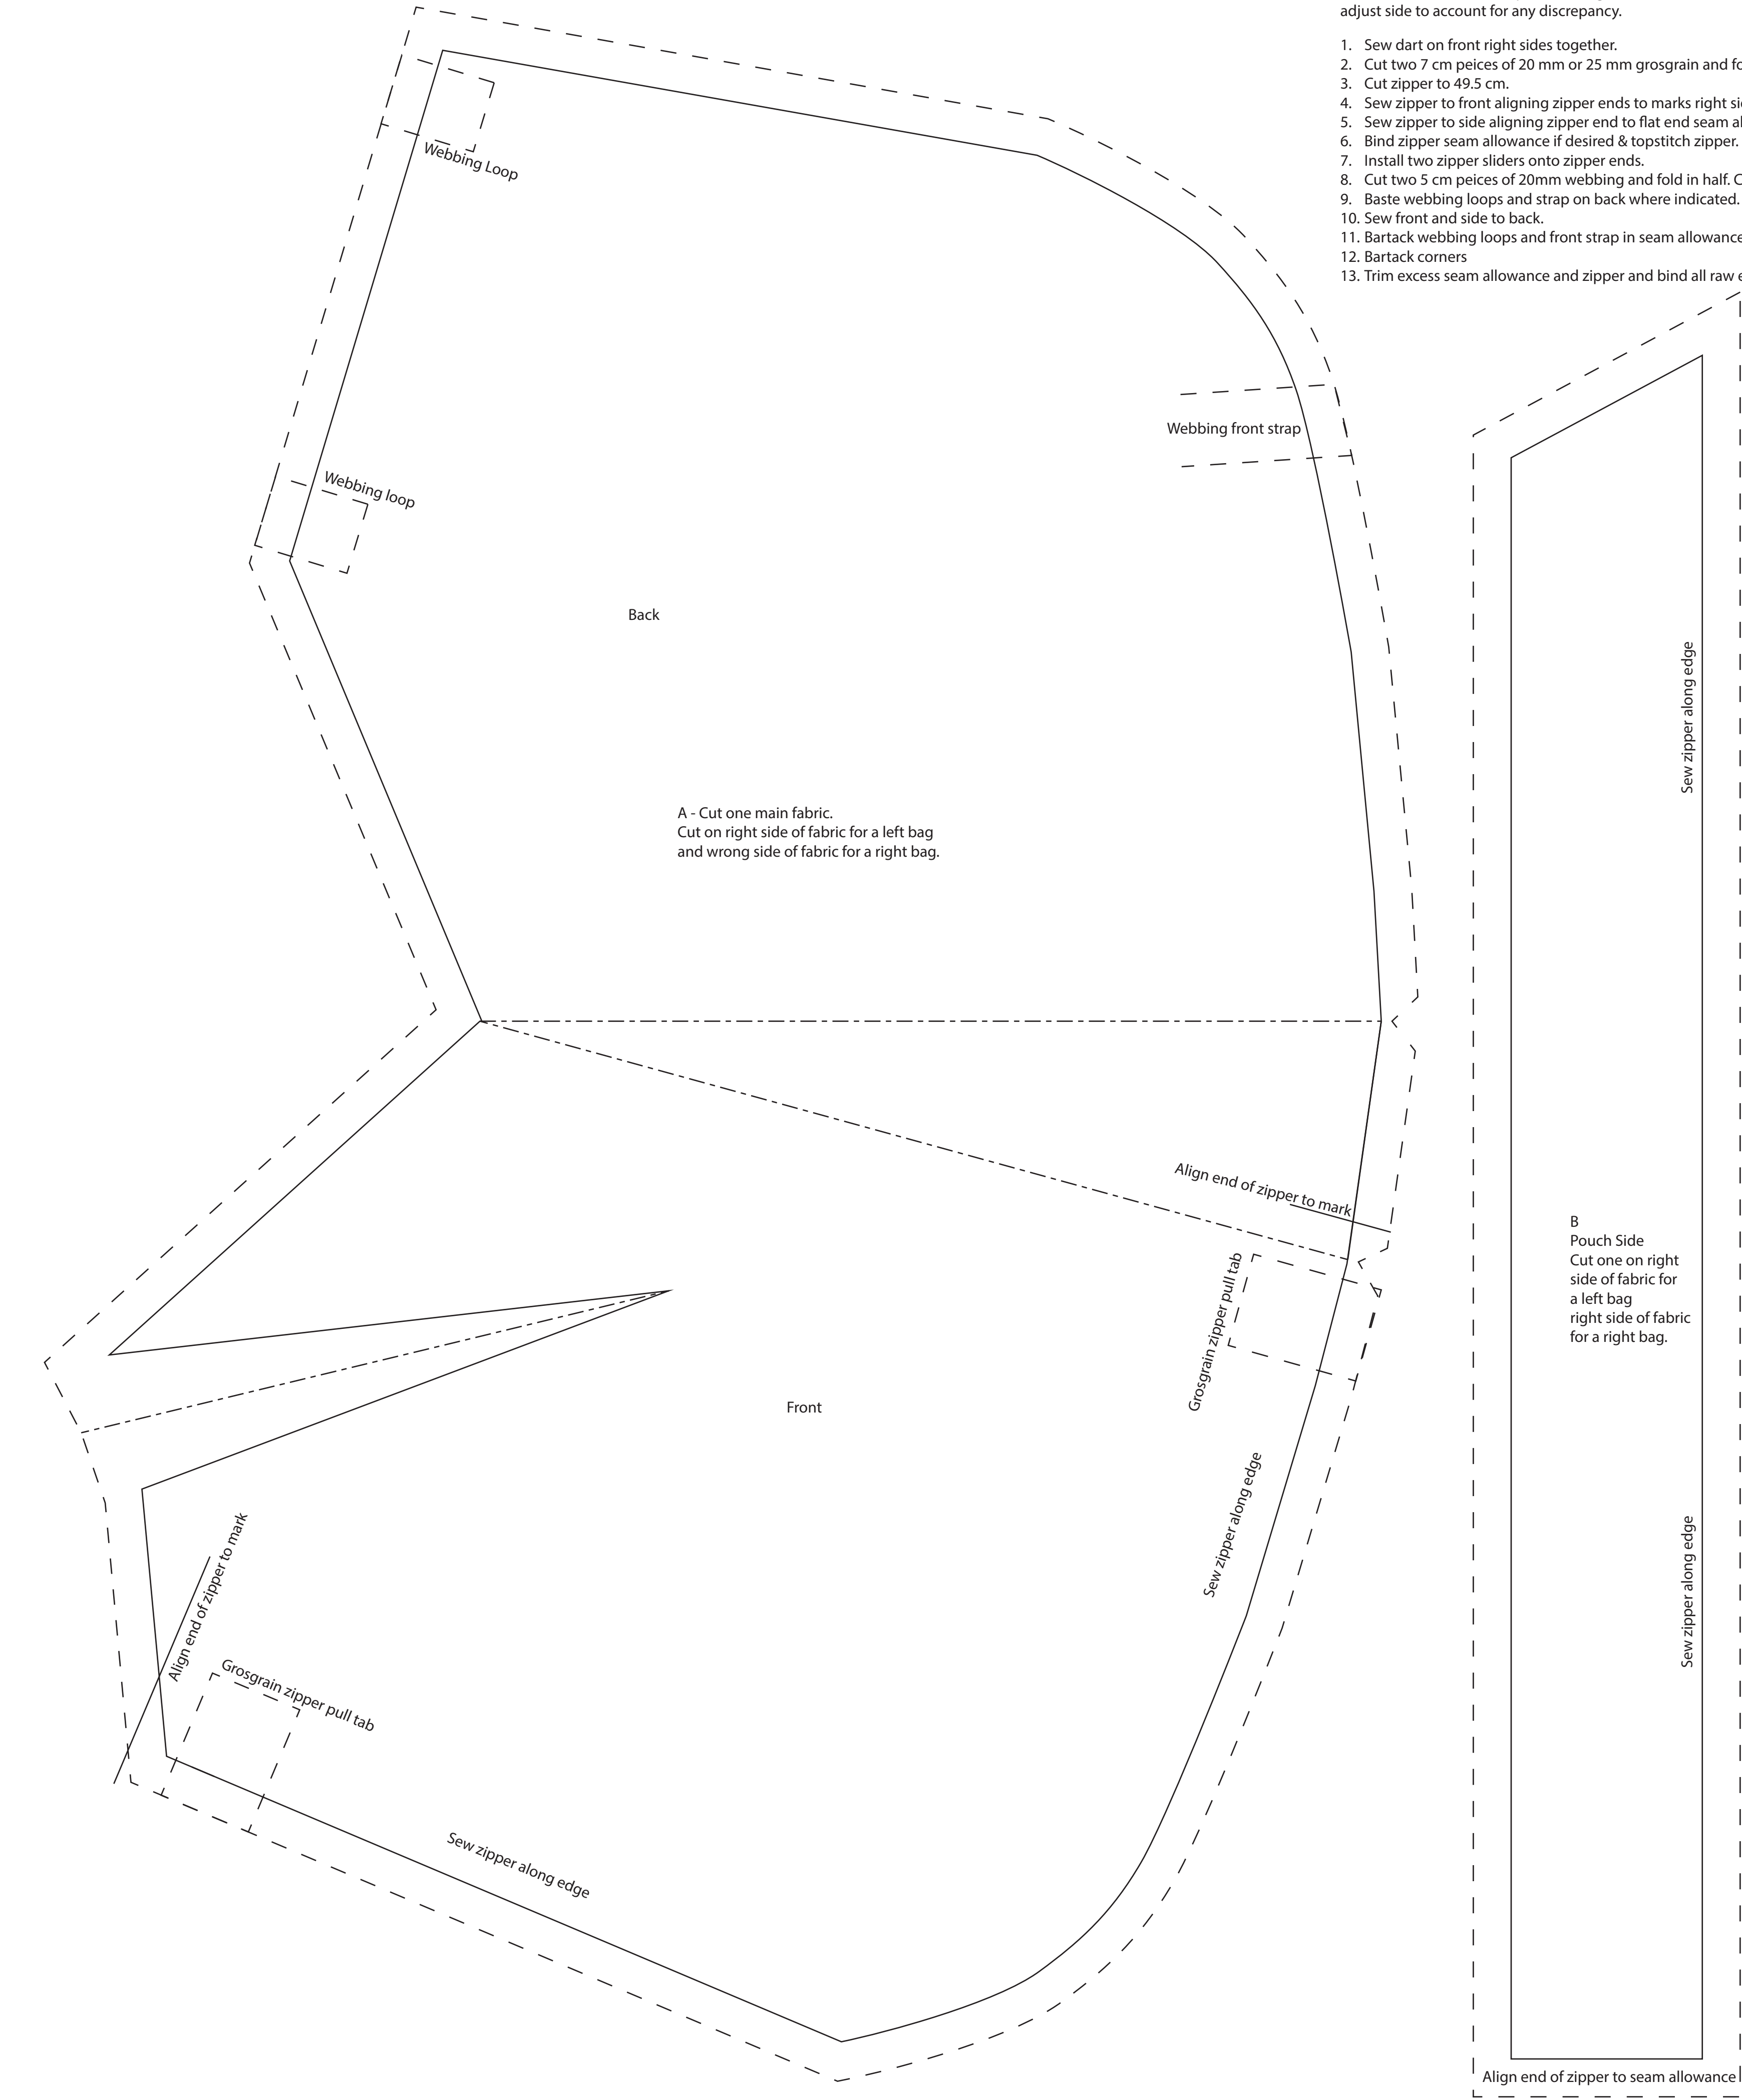 adjust side to account for any discrepancy.
1. Sew dart on front right sides together.
2. Cut two 7 cm peices of 20 mm or 25 mm grosgrain and
3. Cut zipper to 49.5 cm.
4. Sew zipper to front aligning zipper ends to marks right
5. Sew zipper to side aligning zipper end to flat end seam
6. Bind zipper seam allowance if desired & topstitch zipper.
7. Install two zipper sliders onto zipper ends.
8. Cut two 5 cm peices of 20mm webbing and fold in half.
9. Baste webbing loops and strap on back where indicated.
10. Sew front and side to back.
11. Bartack webbing loops and front strap in seam allowance
12. Bartack corners
13. Trim excess seam allowance and zipper and bind all raw
Webbing Loop
Webbing front strap
Webbing loop
Back
Sew zipper along edge
A - Cut one main fabric.
Cut on right side of fabric for a left bag
and wrong side of fabric for a right bag.
Align end of zipper to mark
B
Pouch Side
Cut one on right
side of fabric for
a left bag
right side of fabric
for a right bag.
Grosgrain zipper pull tab
Front
Sew zipper along edge
Align end of zipper to mark
Sew zipper along edge
Grosgrain zipper pull tab
Sew zipper along edge
Align end of zipper to seam allowance